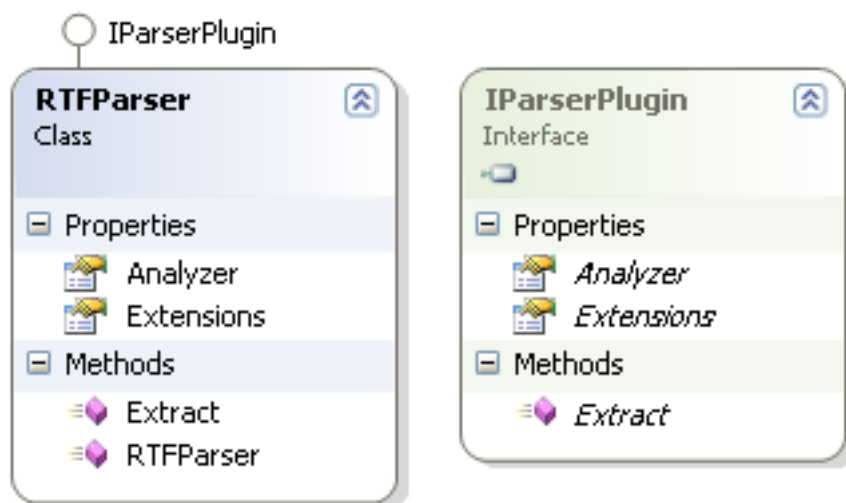 IParserPlugin
RTFParser
Class
Properties
Analyzer
Extensions
Methods
Extract
RTFParser
IParserPlugin
Interface
Properties
Analyzer
Extensions
Methods
Extract